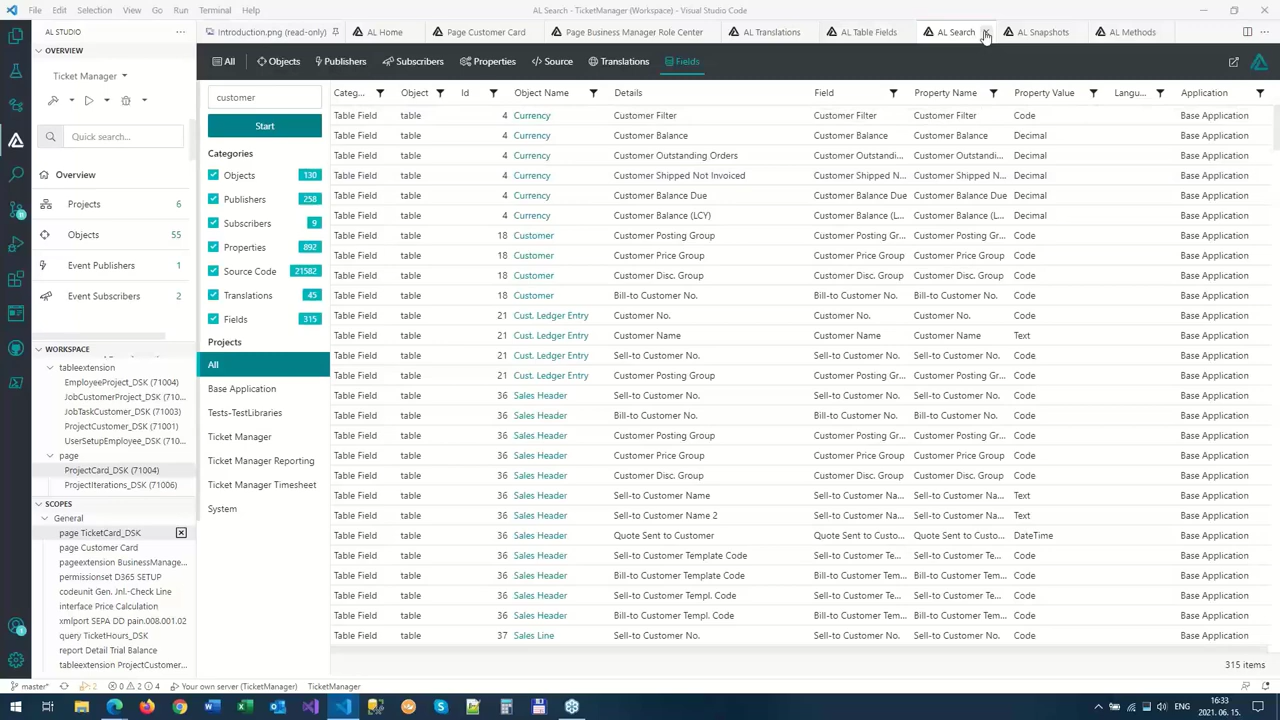 File Edit Selection View Go Run Terminal Help
AL Search - TicketManager (Workspace) - Visual Studio Code
AL STUDIO
Introduction.png (read-only) AL Home Page Customer Card Page Business Manager Role Center AL Translations AL Table Fields AL Search AL Snapshots AL Methods
OVERVIEW
Ticket Manager
Quick search...
Overview
Projects 6
Objects 55
Event Publishers 1
Event Subscribers 2
WORKSPACE
tableextension
EmployeeProject_DSK (71004)
JobCustomerProject_DSK (710...
JobTaskCustomer_DSK (71003)
ProjectCustomer_DSK (71001)
UserSetupEmployee_DSK (710...
page
ProjectCard_DSK (71004)
ProjectIterations_DSK (71006)
SCOPES
General
page TicketCard_DSK
page Customer Card
pageextension BusinessManage...
permissionset D365 SETUP
codeunit Gen. Jnl.-Check Line
interface Price Calculation
xmlport SEPA DD pain.008.001.02
query TicketHours_DSK
report Detail Trial Balance
tableextension ProjectCustomer...
All Objects Publishers Subscribers Properties Source Translations Fields
customer
Start
Categories
Objects 130
Publishers 258
Subscribers 9
Properties 892
Source Code 21582
Translations 45
Fields 315
Projects
All
Base Application
Tests-TestLibraries
Ticket Manager
Ticket Manager Reporting
Ticket Manager Timesheet
System
Categ... Object Id Object Name Details Field Property Name Property Value Langu... Application
Table Field table 4 Currency Customer Filter Customer Filter Customer Filter Code Base Application
Table Field table 4 Currency Customer Balance Customer Balance Customer Balance Decimal Base Application
Table Field table 4 Currency Customer Outstanding Orders Customer Outstandi... Customer Outstandi... Decimal Base Application
Table Field table 4 Currency Customer Shipped Not Invoiced Customer Shipped N... Customer Shipped N... Decimal Base Application
Table Field table 4 Currency Customer Balance Due Customer Balance Due Customer Balance Due Decimal Base Application
Table Field table 4 Currency Customer Balance (LCY) Customer Balance (L... Customer Balance (L... Decimal Base Application
Table Field table 18 Customer Customer Posting Group Customer Posting Gr... Customer Posting Gr... Code Base Application
Table Field table 18 Customer Customer Price Group Customer Price Group Customer Price Group Code Base Application
Table Field table 18 Customer Customer Disc. Group Customer Disc. Group Customer Disc. Group Code Base Application
Table Field table 18 Customer Bill-to Customer No. Bill-to Customer No. Bill-to Customer No. Code Base Application
Table Field table 21 Cust. Ledger Entry Customer No. Customer No. Customer No. Code Base Application
Table Field table 21 Cust. Ledger Entry Customer Name Customer Name Customer Name Text Base Application
Table Field table 21 Cust. Ledger Entry Sell-to Customer No. Sell-to Customer No. Sell-to Customer No. Code Base Application
Table Field table 21 Cust. Ledger Entry Customer Posting Group Customer Posting Gr... Customer Posting Gr... Code Base Application
Table Field table 36 Sales Header Sell-to Customer No. Sell-to Customer No. Sell-to Customer No. Code Base Application
Table Field table 36 Sales Header Bill-to Customer No. Bill-to Customer No. Bill-to Customer No. Code Base Application
Table Field table 36 Sales Header Customer Posting Group Customer Posting Gr... Customer Posting Gr... Code Base Application
Table Field table 36 Sales Header Customer Price Group Customer Price Group Customer Price Group Code Base Application
Table Field table 36 Sales Header Customer Disc. Group Customer Disc. Group Customer Disc. Group Code Base Application
Table Field table 36 Sales Header Sell-to Customer Name Sell-to Customer Na... Sell-to Customer Na... Text Base Application
Table Field table 36 Sales Header Sell-to Customer Name 2 Sell-to Customer Na... Sell-to Customer Na... Text Base Application
Table Field table 36 Sales Header Quote Sent to Customer Quote Sent to Custo... Quote Sent to Custo... DateTime Base Application
Table Field table 36 Sales Header Sell-to Customer Template Code Sell-to Customer Te... Sell-to Customer Te... Code Base Application
Table Field table 36 Sales Header Bill-to Customer Template Code Bill-to Customer Tem... Bill-to Customer Tem... Code Base Application
Table Field table 36 Sales Header Sell-to Customer Templ. Code Sell-to Customer Te... Sell-to Customer Te... Code Base Application
Table Field table 36 Sales Header Bill-to Customer Templ. Code Bill-to Customer Tem... Bill-to Customer Tem... Code Base Application
Table Field table 37 Sales Line Sell-to Customer No. Sell-to Customer No. Sell-to Customer No. Code Base Application
315 items
master* 2 0 2 4 Your own server (TicketManager) TicketManager
ENG
16:33
2021. 06. 15.